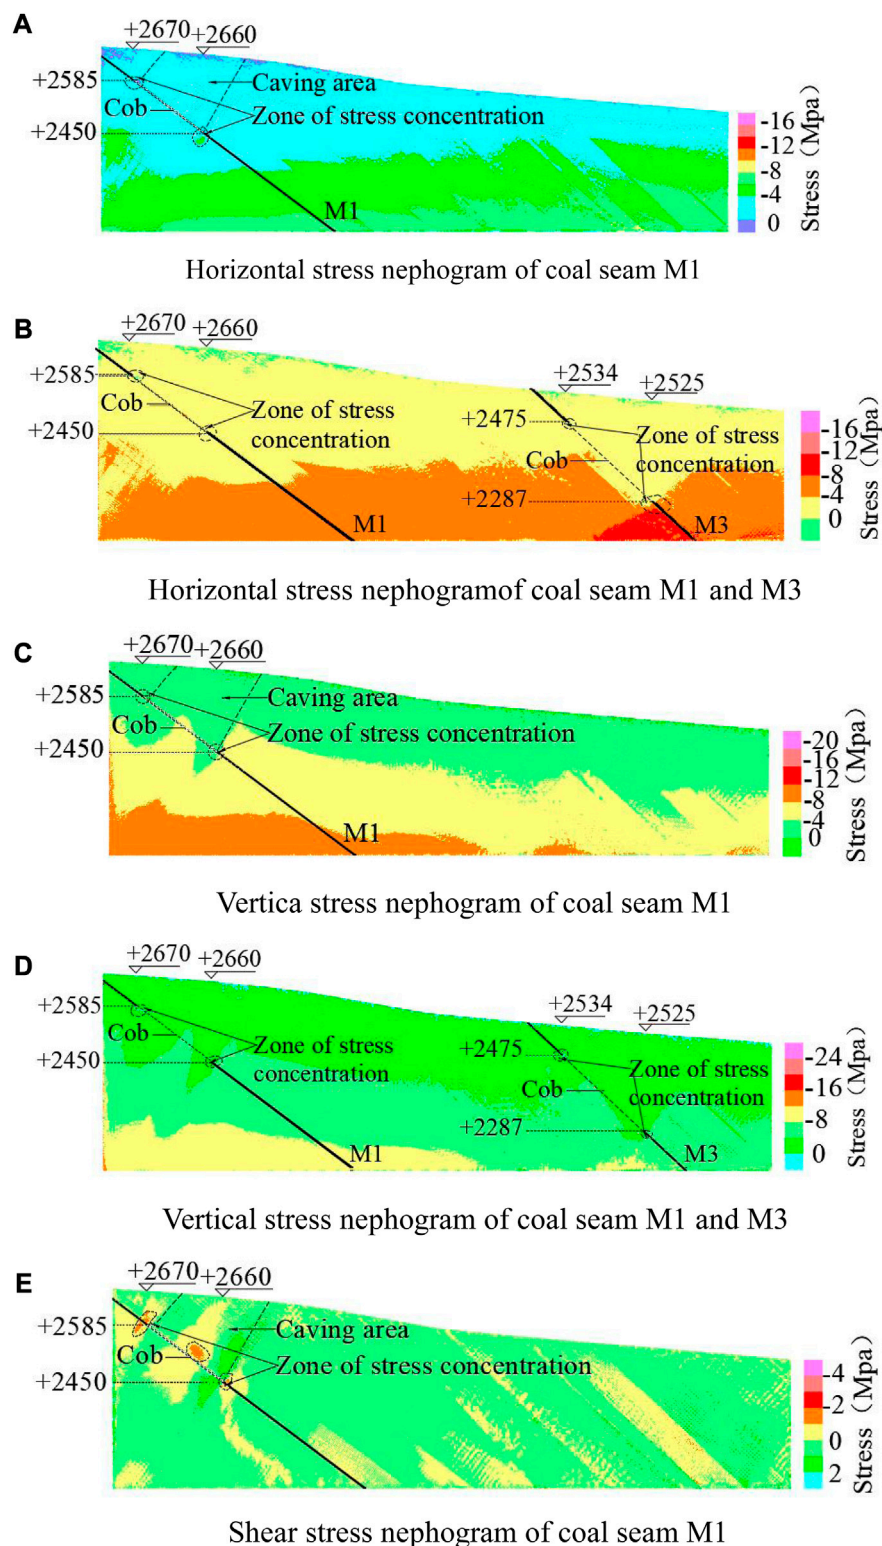 A
+2670 +2660
+2585
Caving area
Cob
Zone of stress concentration
+2450
M1
-16
-12
-8
-4
0
Stress (Mpa)
Horizontal stress nephogram of coal seam M1
B
+2670 +2660
+2585
Cob
Zone of stress
concentration
+2450
M1
+2534
+2525
+2475
Zone of stress
concentration
Cob
+2287
M3
-16
-12
-8
-4
0
Stress (Mpa)
Horizontal stress nephogramof coal seam M1 and M3
C
+2670 +2660
+2585
Caving area
Cob
Zone of stress concentration
+2450
M1
-20
-16
-12
-8
-4
0
Stress (Mpa)
Vertica stress nephogram of coal seam M1
D
+2670 +2660
+2585
Cob
Zone of stress
concentration
+2450
M1
+2534
+2525
+2475
Zone of stress
concentration
Cob
+2287
M3
-24
-16
-8
0
Stress (Mpa)
Vertical stress nephogram of coal seam M1 and M3
E
+2670 +2660
+2585
Caving area
Cob
Zone of stress concentration
+2450
-4
-2
0
2
Stress (Mpa)
Shear stress nephogram of coal seam M1